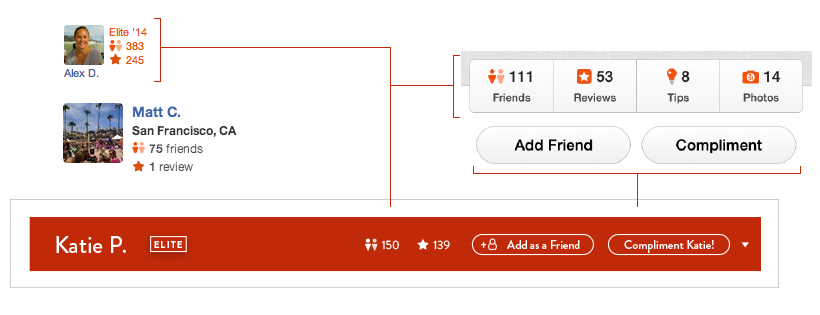 Elite '14
383
245
Alex D.
Matt C.
San Francisco, CA
75 friends
1 review
111 53 8 14
Friends Reviews Tips Photos
Add Friend Compliment
Katie P. ELITE 150 139 + Add as a Friend Compliment Katie!